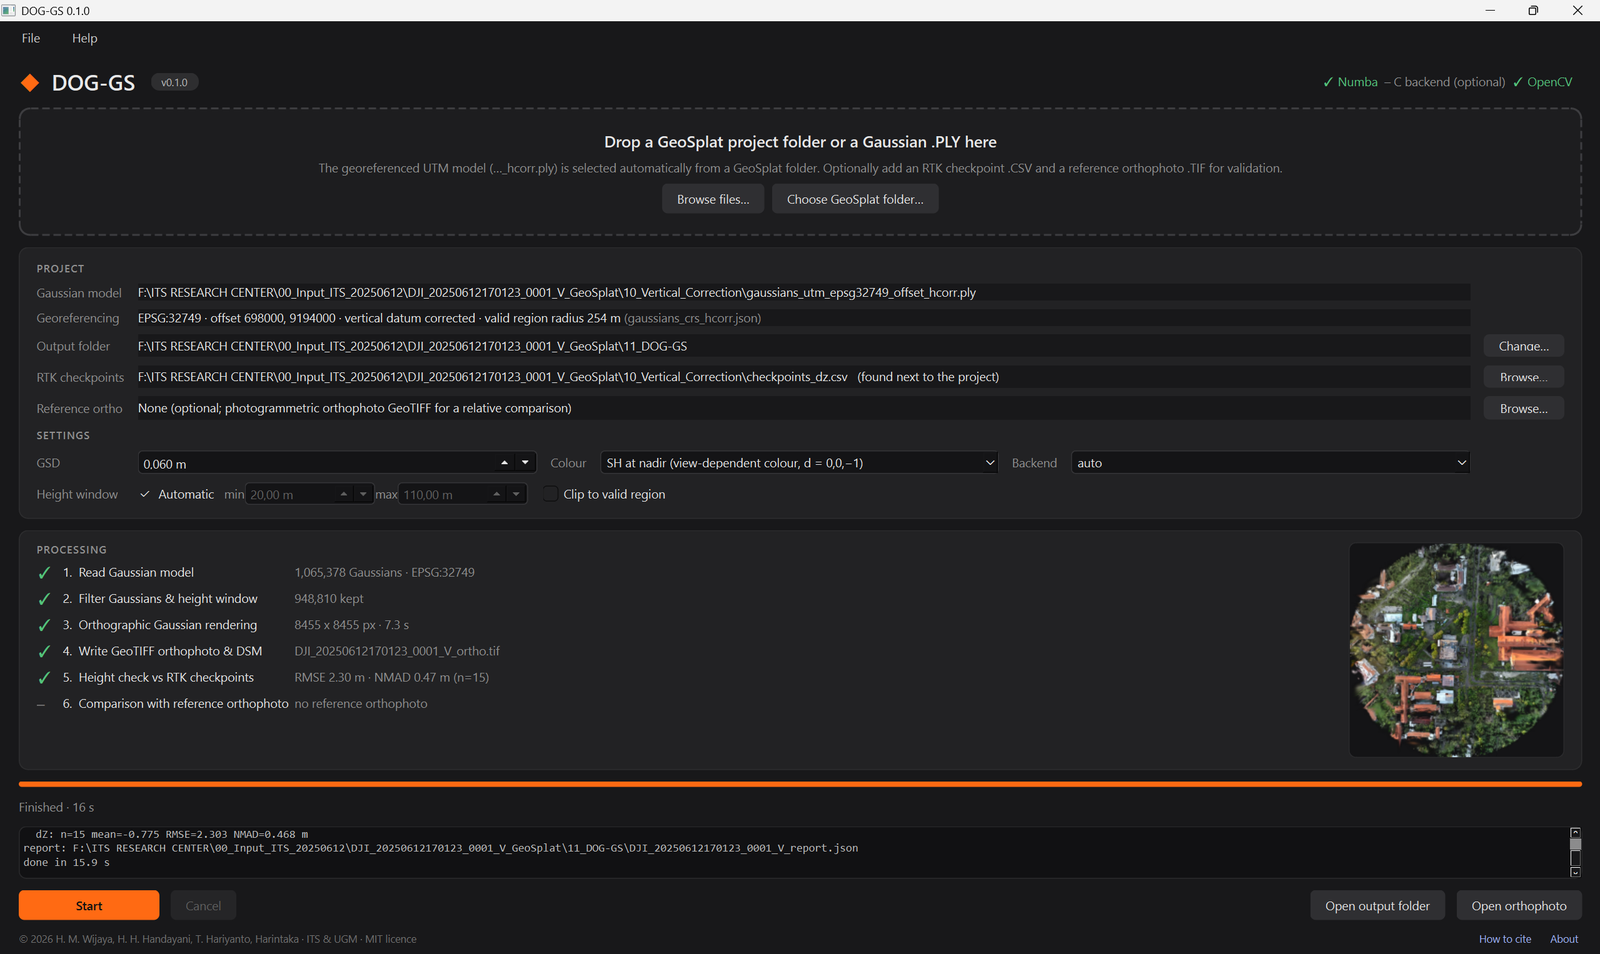 DOG-GS 0.1.0
File Help
DOG-GS v0.1.0 ✓ Numba – C backend (optional) ✓ OpenCV
Drop a GeoSplat project folder or a Gaussian .PLY here
The georeferenced UTM model (..._hcorr.ply) is selected automatically from a GeoSplat folder. Optionally add an RTK checkpoint .CSV and a reference orthophoto .TIF for validation.
Browse files... Choose GeoSplat folder...
PROJECT
Gaussian model F:\ITS RESEARCH CENTER\00_Input_ITS_20250612\DJI_20250612170123_0001_V_GeoSplat\10_Vertical_Correction\gaussians_utm_epsg32749_offset_hcorr.ply
Georeferencing EPSG:32749 · offset 698000, 9194000 · vertical datum corrected · valid region radius 254 m (gaussians_crs_hcorr.json)
Output folder F:\ITS RESEARCH CENTER\00_Input_ITS_20250612\DJI_20250612170123_0001_V_GeoSplat\11_DOG-GS Change...
RTK checkpoints F:\ITS RESEARCH CENTER\00_Input_ITS_20250612\DJI_20250612170123_0001_V_GeoSplat\10_Vertical_Correction\checkpoints_dz.csv (found next to the project) Browse...
Reference ortho None (optional; photogrammetric orthophoto GeoTIFF for a relative comparison) Browse...
SETTINGS
GSD 0,060 m Colour SH at nadir (view-dependent colour, d = 0,0,−1) Backend auto
Height window ✓ Automatic min 20,00 m max 110,00 m Clip to valid region
PROCESSING
✓ 1. Read Gaussian model 1,065,378 Gaussians · EPSG:32749
✓ 2. Filter Gaussians & height window 948,810 kept
✓ 3. Orthographic Gaussian rendering 8455 x 8455 px · 7.3 s
✓ 4. Write GeoTIFF orthophoto & DSM DJI_20250612170123_0001_V_ortho.tif
✓ 5. Height check vs RTK checkpoints RMSE 2.30 m · NMAD 0.47 m (n=15)
– 6. Comparison with reference orthophoto no reference orthophoto
Finished · 16 s
dZ: n=15 mean=-0.775 RMSE=2.303 NMAD=0.468 m
report: F:\ITS RESEARCH CENTER\00_Input_ITS_20250612\DJI_20250612170123_0001_V_GeoSplat\11_DOG-GS\DJI_20250612170123_0001_V_report.json
done in 15.9 s
Start Cancel Open output folder Open orthophoto
© 2026 H. M. Wijaya, H. H. Handayani, T. Hariyanto, Harintaka · ITS & UGM · MIT licence How to cite About